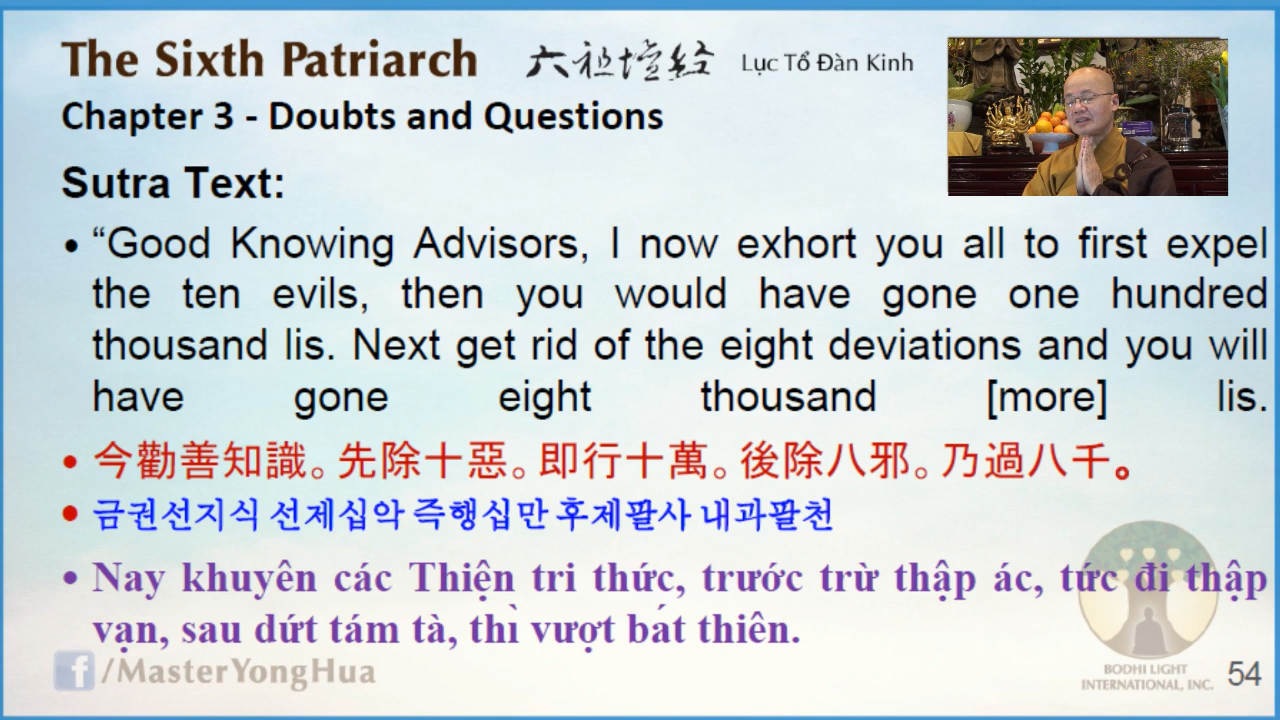 The Sixth Patriarch 六祖壇經 Lục Tổ Đàn Kinh
Chapter 3 - Doubts and Questions
Sutra Text:
• “Good Knowing Advisors, I now exhort you all to first expel
the ten evils, then you would have gone one hundred
thousand lis. Next get rid of the eight deviations and you will
have gone eight thousand [more] lis.
• 今勸善知識。先除十惡。即行十萬。後除八邪。乃過八千。
• 금권선지식 선제십악 즉행십만 후제팔사 내과팔천
• Nay khuyên các Thiện tri thức, trước trừ thập ác, tức đi thập
vạn, sau dứt tám tà, thì vượt bát thiên.
f/MasterYongHua
BODHI LIGHT
INTERNATIONAL, INC.
54